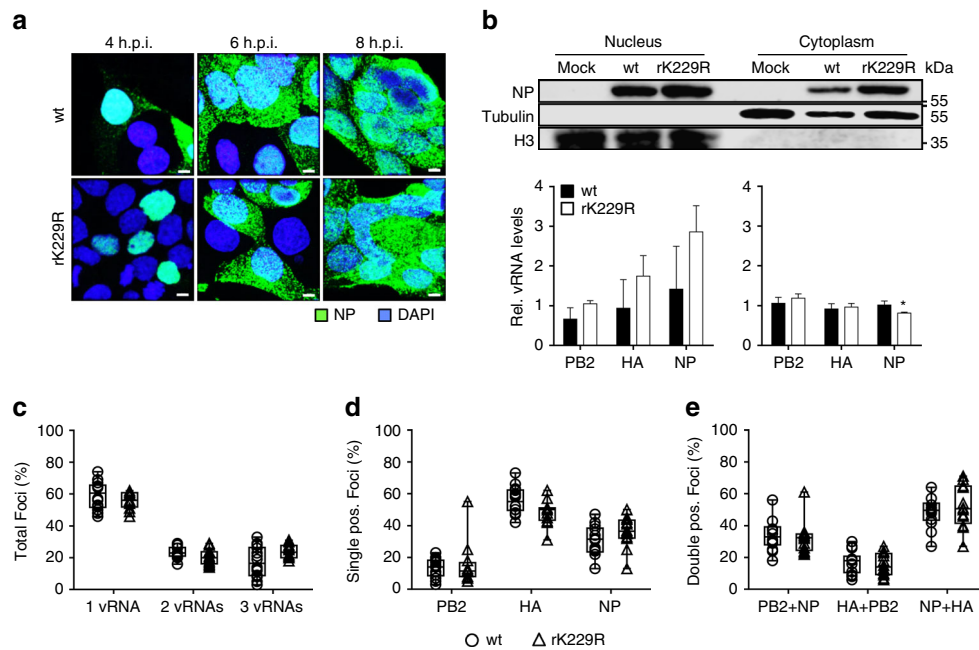 a
4 h.p.i. 6 h.p.i. 8 h.p.i.
wt
rK229R
NP DAPI
b
Nucleus Cytoplasm
Mock wt rK229R Mock wt rK229R kDa
NP
55
Tubulin 55
H3 35
Rel. vRNA levels
4
3
2
1
0
wt
rK229R
PB2 HA NP
4
3
2
1
0
*
PB2 HA NP
c
Total Foci (%)
100
80
60
40
20
0
1 vRNA 2 vRNAs 3 vRNAs
d
Single pos. Foci (%)
100
80
60
40
20
0
PB2 HA NP
e
Double pos. Foci (%)
100
80
60
40
20
0
PB2+NP HA+PB2 NP+HA
wt rK229R